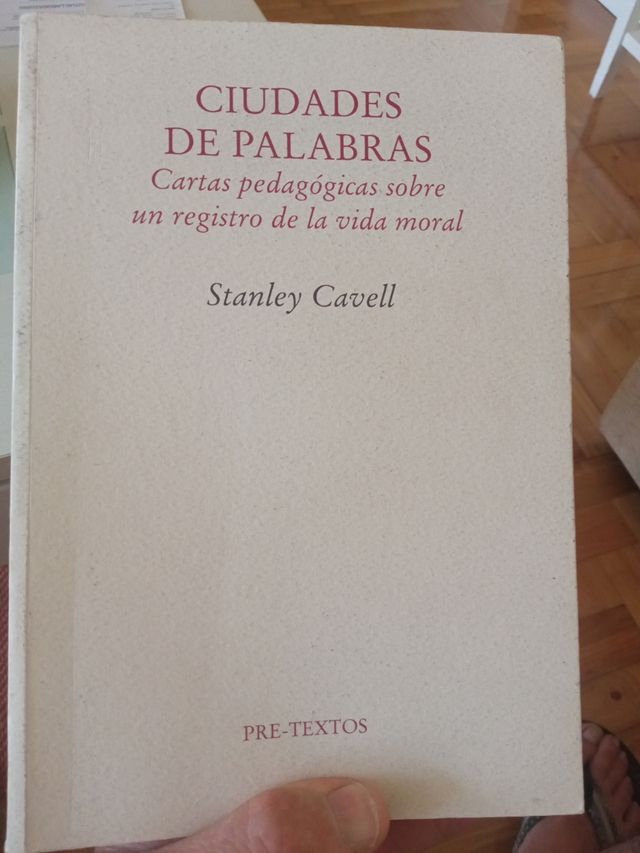 CIUDADES
DE PALABRAS
Cartas pedagógicas sobre
un registro de la vida moral
Stanley Cavell
PRE-TEXTOS